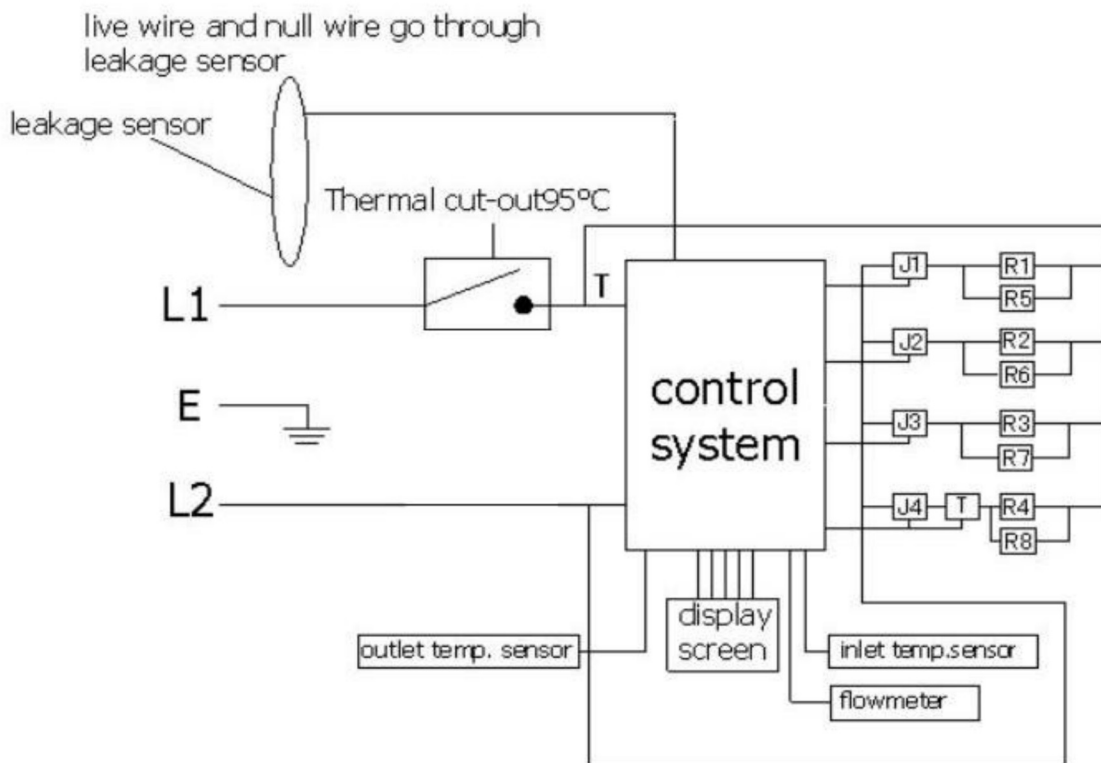 live wire and null wire go through
leakage sensor
leakage sensor
Thermal cut-out95°C
L1
T
E
L2
control
system
J1
R1
R5
J2
R2
R6
J3
R3
R7
J4
T
R4
R8
display
screen
outlet temp. sensor
inlet temp.sensor
flowmeter